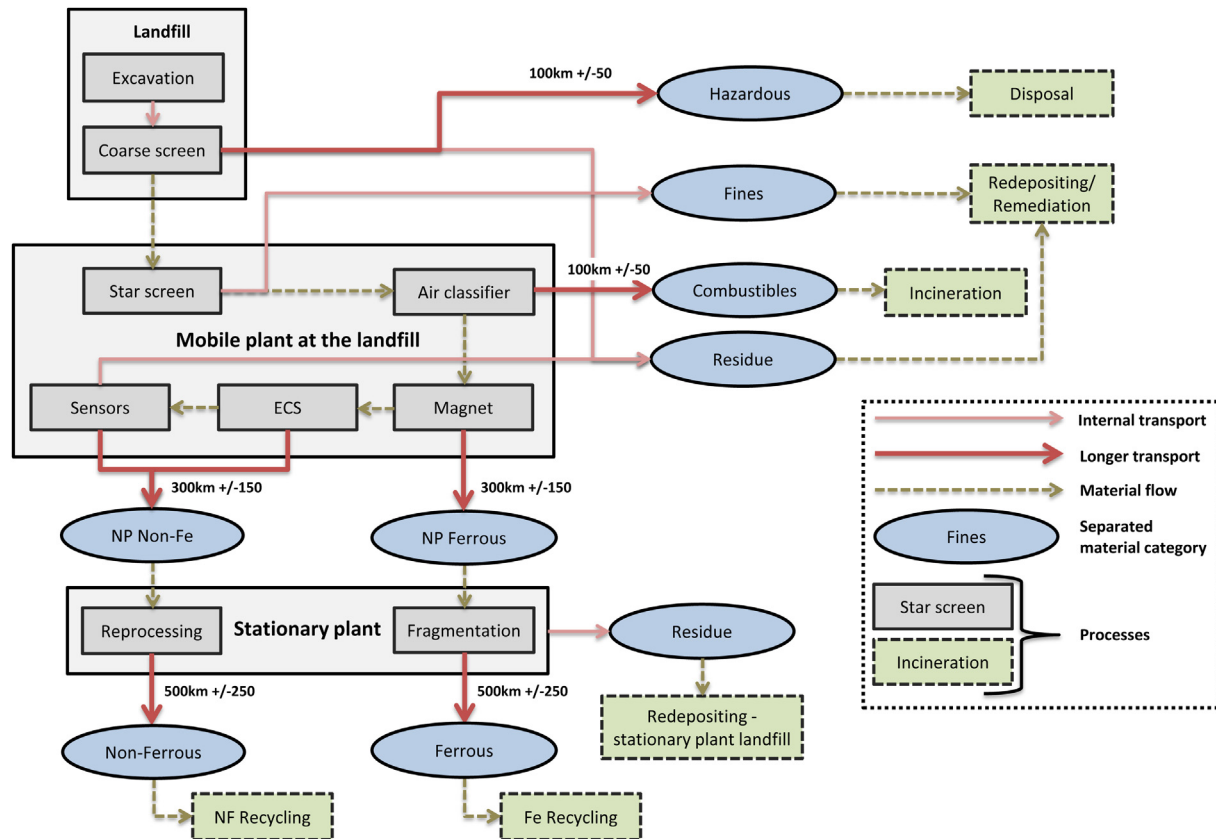 Landfill
Excavation
Coarse screen
100km +/-50
Hazardous
Disposal
Fines
Redepositing/
Remediation
Star screen
Air classifier
100km +/-50
Combustibles
Incineration
Mobile plant at the landfill
Residue
Sensors
ECS
Magnet
300km +/-150
300km +/-150
NP Non-Fe
NP Ferrous
Reprocessing
Stationary plant
Fragmentation
Residue
500km +/-250
500km +/-250
Redepositing -
stationary plant landfill
Non-Ferrous
Ferrous
NF Recycling
Fe Recycling
Internal transport
Longer transport
Material flow
Fines
Separated
material category
Star screen
Incineration
Processes